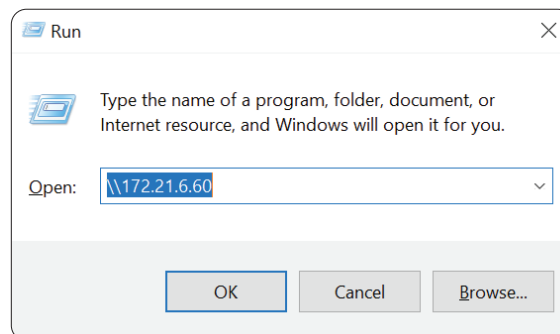 Run
Type the name of a program, folder, document, or
Internet resource, and Windows will open it for you.
Open: \\172.21.6.60
OK Cancel Browse...